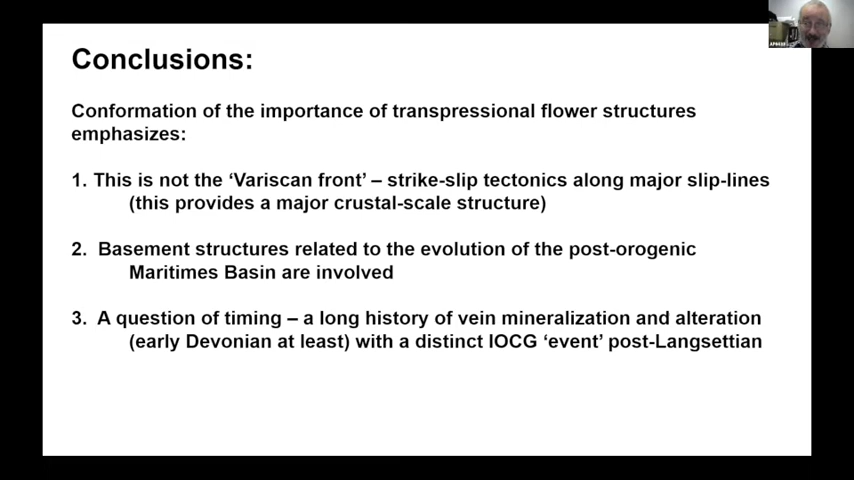 Conclusions:
Conformation of the importance of transpressional flower structures
emphasizes:
1. This is not the ‘Variscan front’ – strike-slip tectonics along major slip-lines
(this provides a major crustal-scale structure)
2. Basement structures related to the evolution of the post-orogenic
Maritimes Basin are involved
3. A question of timing – a long history of vein mineralization and alteration
(early Devonian at least) with a distinct IOCG ‘event’ post-Langsettian